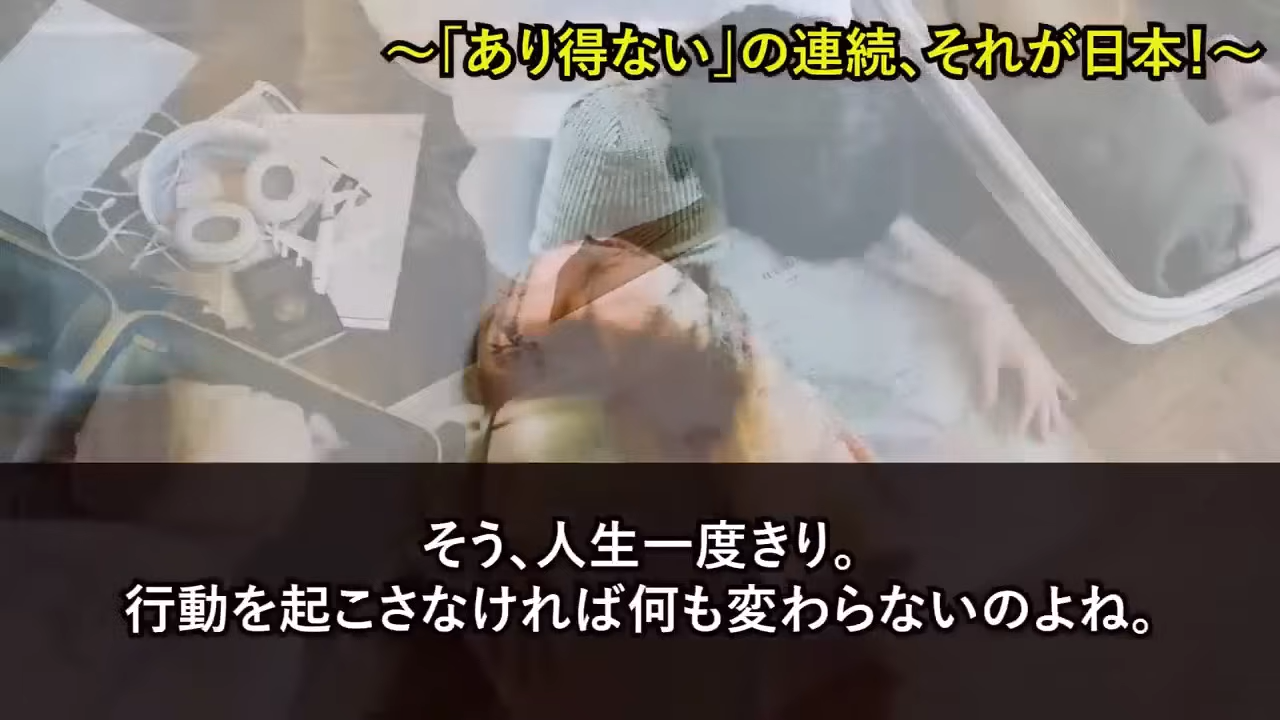 ～「あり得ない」の連続、それが日本！～
そう、人生一度きり。
行動を起こさなければ何も変わらないのよね。